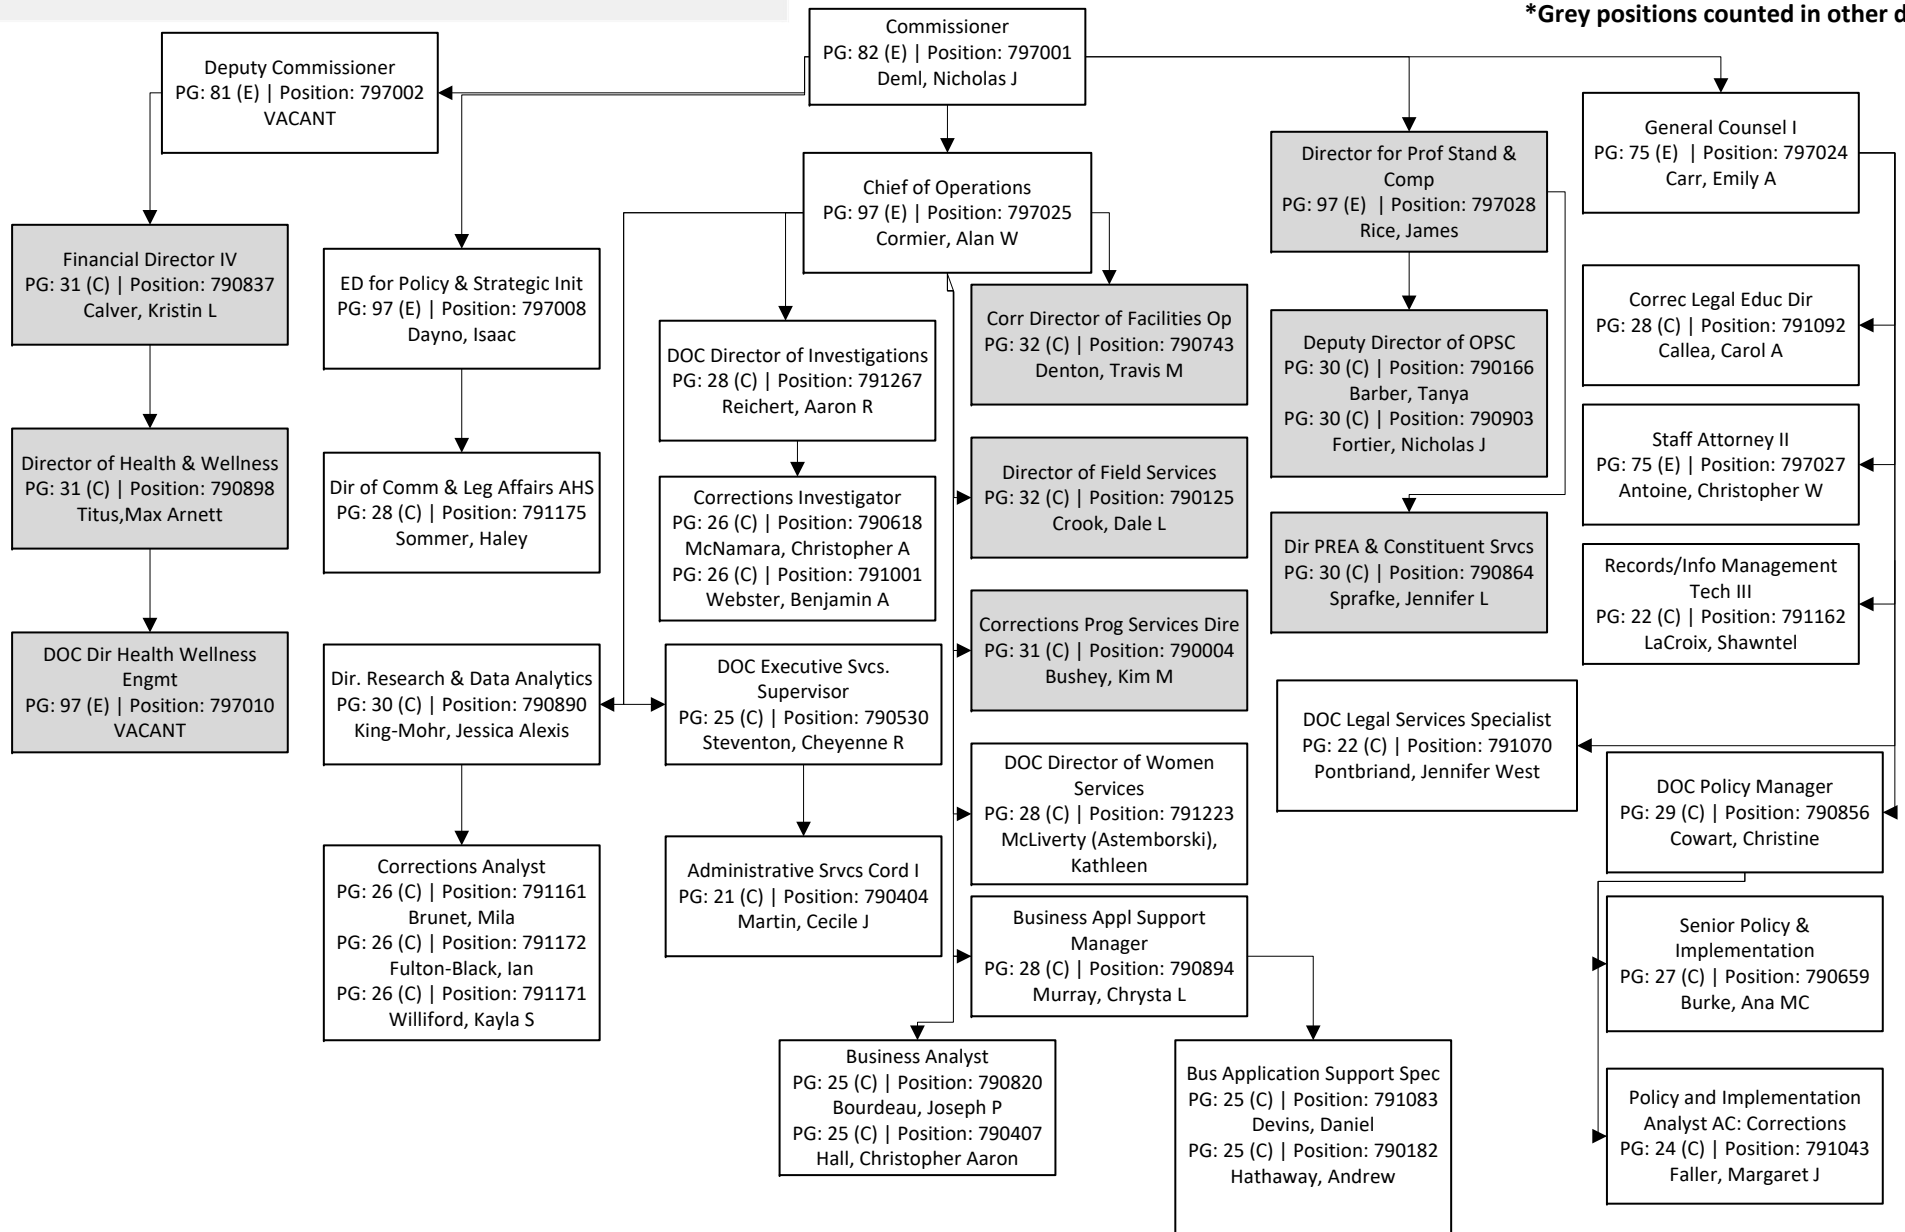 *Grey positions counted in other d
Commissioner
PG: 82 (E) | Position: 797001
Deml, Nicholas J
Deputy Commissioner
PG: 81 (E) | Position: 797002
VACANT
Financial Director IV
PG: 31 (C) | Position: 790837
Calver, Kristin L
Director of Health & Wellness
PG: 31 (C) | Position: 790898
Titus,Max Arnett
DOC Dir Health Wellness
Engmt
PG: 97 (E) | Position: 797010
VACANT
ED for Policy & Strategic Init
PG: 97 (E) | Position: 797008
Dayno, Isaac
Dir of Comm & Leg Affairs AHS
PG: 28 (C) | Position: 791175
Sommer, Haley
Chief of Operations
PG: 97 (E) | Position: 797025
Cormier, Alan W
DOC Director of Investigations
PG: 28 (C) | Position: 791267
Reichert, Aaron R
Corrections Investigator
PG: 26 (C) | Position: 790618
McNamara, Christopher A
PG: 26 (C) | Position: 791001
Webster, Benjamin A
Dir. Research & Data Analytics
PG: 30 (C) | Position: 790890
King-Mohr, Jessica Alexis
Corrections Analyst
PG: 26 (C) | Position: 791161
Brunet, Mila
PG: 26 (C) | Position: 791172
Fulton-Black, Ian
PG: 26 (C) | Position: 791171
Williford, Kayla S
DOC Executive Svcs.
Supervisor
PG: 25 (C) | Position: 790530
Steventon, Cheyenne R
Administrative Srvcs Cord I
PG: 21 (C) | Position: 790404
Martin, Cecile J
Corr Director of Facilities Op
PG: 32 (C) | Position: 790743
Denton, Travis M
Director of Field Services
PG: 32 (C) | Position: 790125
Crook, Dale L
Corrections Prog Services Dire
PG: 31 (C) | Position: 790004
Bushey, Kim M
DOC Director of Women
Services
PG: 28 (C) | Position: 791223
McLiverty (Astemborski),
Kathleen
Business Appl Support
Manager
PG: 28 (C) | Position: 790894
Murray, Chrysta L
Business Analyst
PG: 25 (C) | Position: 790820
Bourdeau, Joseph P
PG: 25 (C) | Position: 790407
Hall, Christopher Aaron
Bus Application Support Spec
PG: 25 (C) | Position: 791083
Devins, Daniel
PG: 25 (C) | Position: 790182
Hathaway, Andrew
Director for Prof Stand &
Comp
PG: 97 (E) | Position: 797028
Rice, James
Deputy Director of OPSC
PG: 30 (C) | Position: 790166
Barber, Tanya
PG: 30 (C) | Position: 790903
Fortier, Nicholas J
Dir PREA & Constituent Srvcs
PG: 30 (C) | Position: 790864
Sprafke, Jennifer L
General Counsel I
PG: 75 (E) | Position: 797024
Carr, Emily A
Correc Legal Educ Dir
PG: 28 (C) | Position: 791092
Callea, Carol A
Staff Attorney II
PG: 75 (E) | Position: 797027
Antoine, Christopher W
Records/Info Management
Tech III
PG: 22 (C) | Position: 791162
LaCroix, Shawntel
DOC Legal Services Specialist
PG: 22 (C) | Position: 791070
Pontbriand, Jennifer West
DOC Policy Manager
PG: 29 (C) | Position: 790856
Cowart, Christine
Senior Policy &
Implementation
PG: 27 (C) | Position: 790659
Burke, Ana MC
Policy and Implementation
Analyst AC: Corrections
PG: 24 (C) | Position: 791043
Faller, Margaret J